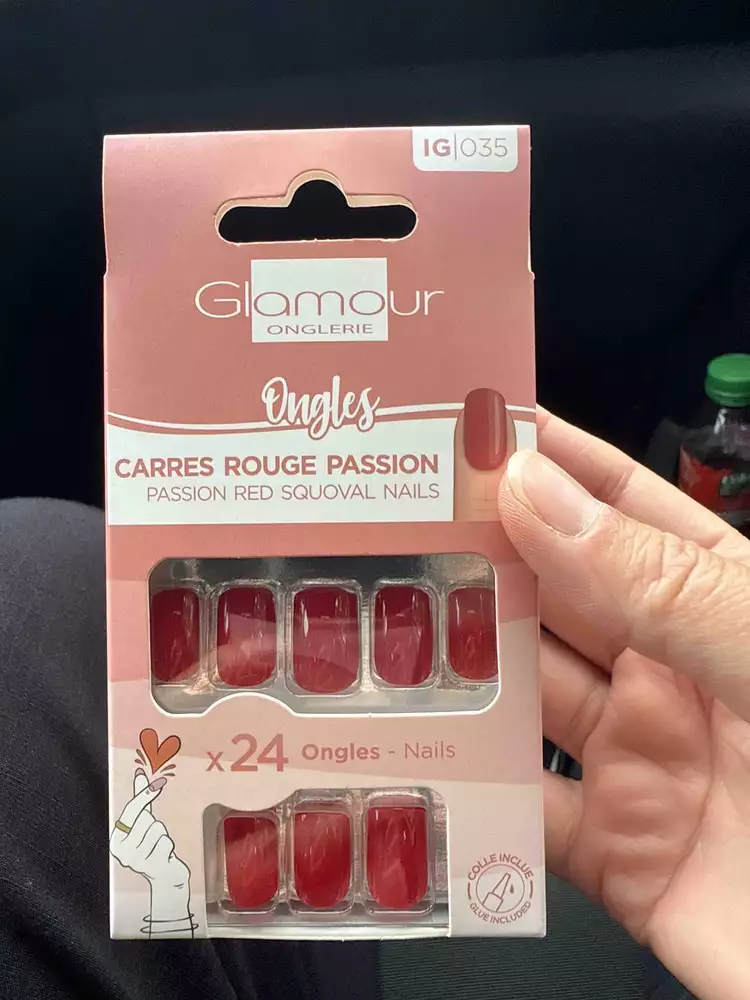 IG|035
Glamour
ONGLERIE
Ongles
CARRES ROUGE PASSION
PASSION RED SQUOVAL NAILS
x24 Ongles - Nails
COLLE INCLUE
GLUE INCLUDED